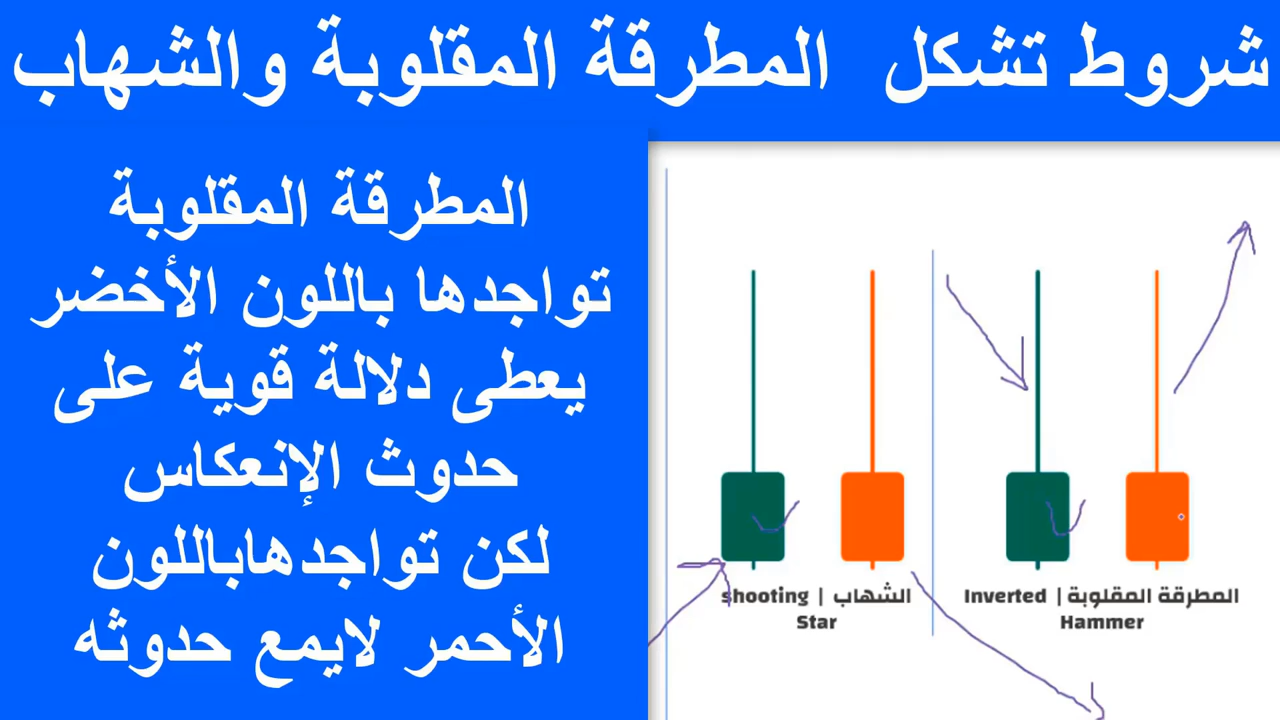 شروط تشكل المطرقة المقلوبة والشهاب
المطرقة المقلوبة
تواجدها باللون الأخضر
يعطى دلالة قوية على
حدوث الإنعكاس
لكن تواجدهاباللون
الأحمر لايمع حدوثه
المطرقة المقلوبة | Inverted
Hammer
الشهاب | shooting
Star